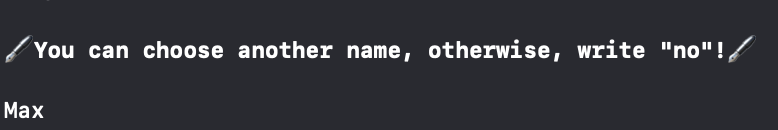 🖌️You can choose another name, otherwise, write "no"!🖌️
Max